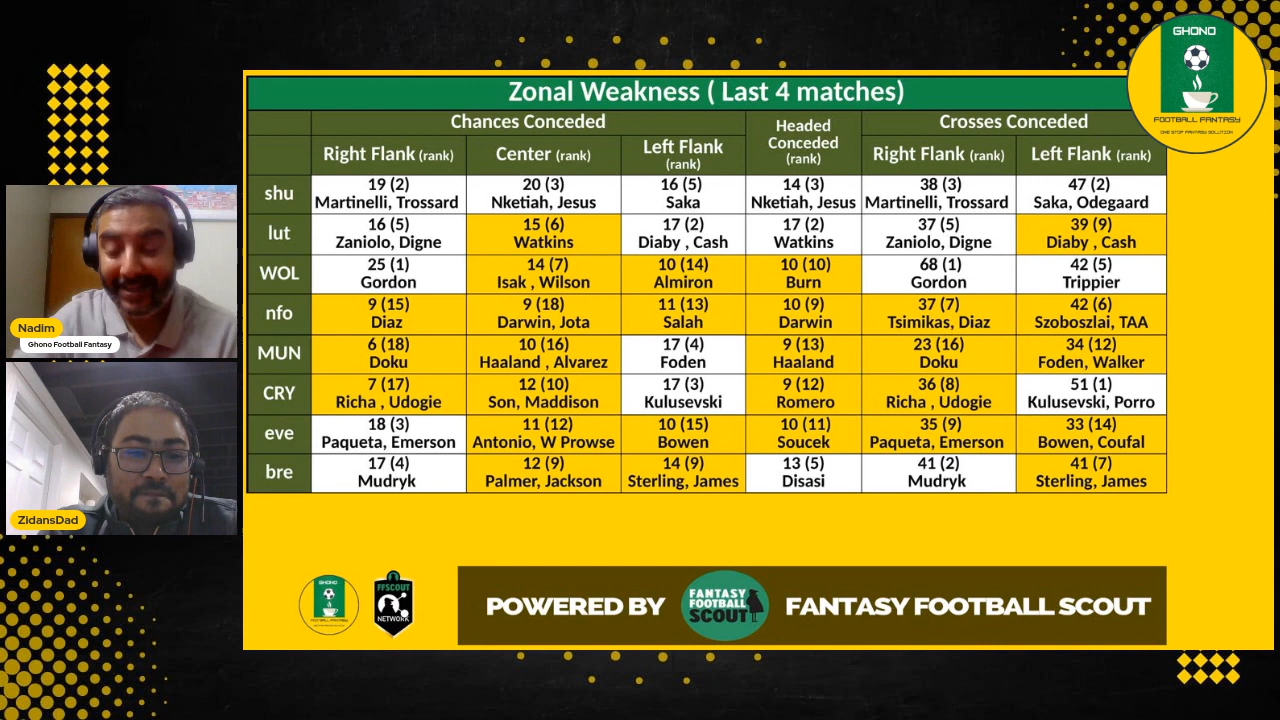 GHONO
FOOTBALL FANTASY
ONE STOP FANTASY SOLUTION
Zonal Weakness ( Last 4 matches)
Chances Conceded
Headed Conceded (rank)
Crosses Conceded
Right Flank (rank) Center (rank) Left Flank (rank) Right Flank (rank) Left Flank (rank)
shu 19 (2) 20 (3) 16 (5) 14 (3) 38 (3) 47 (2)
Martinelli, Trossard Nketiah, Jesus Saka Nketiah, Jesus Martinelli, Trossard Saka, Odegaard
lut 16 (5) 15 (6) 17 (2) 17 (2) 37 (5) 39 (9)
Zaniolo, Digne Watkins Diaby , Cash Watkins Zaniolo, Digne Diaby , Cash
WOL 25 (1) 14 (7) 10 (14) 10 (10) 68 (1) 42 (5)
Gordon Isak , Wilson Almiron Burn Gordon Trippier
nfo 9 (15) 9 (18) 11 (13) 10 (9) 37 (7) 42 (6)
Diaz Darwin, Jota Salah Darwin Tsimikas, Diaz Szoboszlai, TAA
MUN 6 (18) 10 (16) 17 (4) 9 (13) 23 (16) 34 (12)
Doku Haaland , Alvarez Foden Haaland Doku Foden, Walker
CRY 7 (17) 12 (10) 17 (3) 9 (12) 36 (8) 51 (1)
Richa , Udogie Son, Maddison Kulusevski Romero Richa , Udogie Kulusevski, Porro
eve 18 (3) 11 (12) 10 (15) 10 (11) 35 (9) 33 (14)
Paqueta, Emerson Antonio, W Prowse Bowen Soucek Paqueta, Emerson Bowen, Coufal
bre 17 (4) 12 (9) 14 (9) 13 (5) 41 (2) 41 (7)
Mudryk Palmer, Jackson Sterling, James Disasi Mudryk Sterling, James
Nadim
Ghono Football Fantasy
ZidansDad
GHONO
FFSCOUT
NETWORK
POWERED BY
FANTASY
FOOTBALL
SCOUT
FANTASY FOOTBALL SCOUT